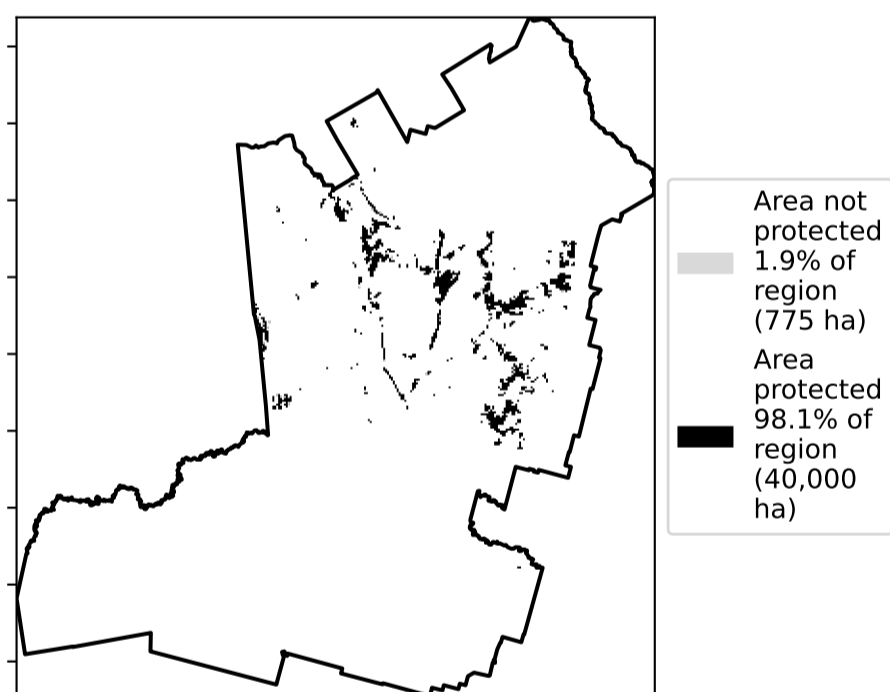 Area not
protected
1.9% of
region
(775 ha)
Area
protected
98.1% of
region
(40,000
ha)